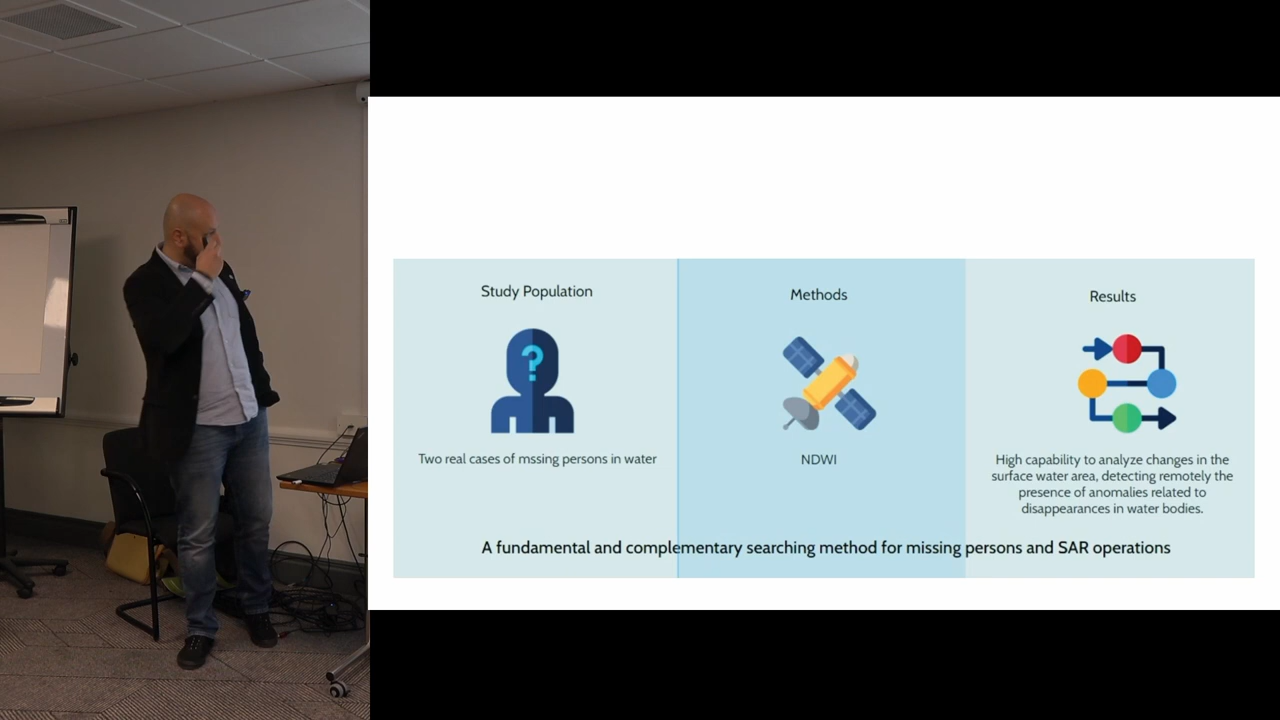 Study Population
Methods
Results
?
Two real cases of mssing persons in water
NDWI
High capability to analyze changes in the
surface water area, detecting remotely the
presence of anomalies related to
disappearances in water bodies.
A fundamental and complementary searching method for missing persons and SAR operations